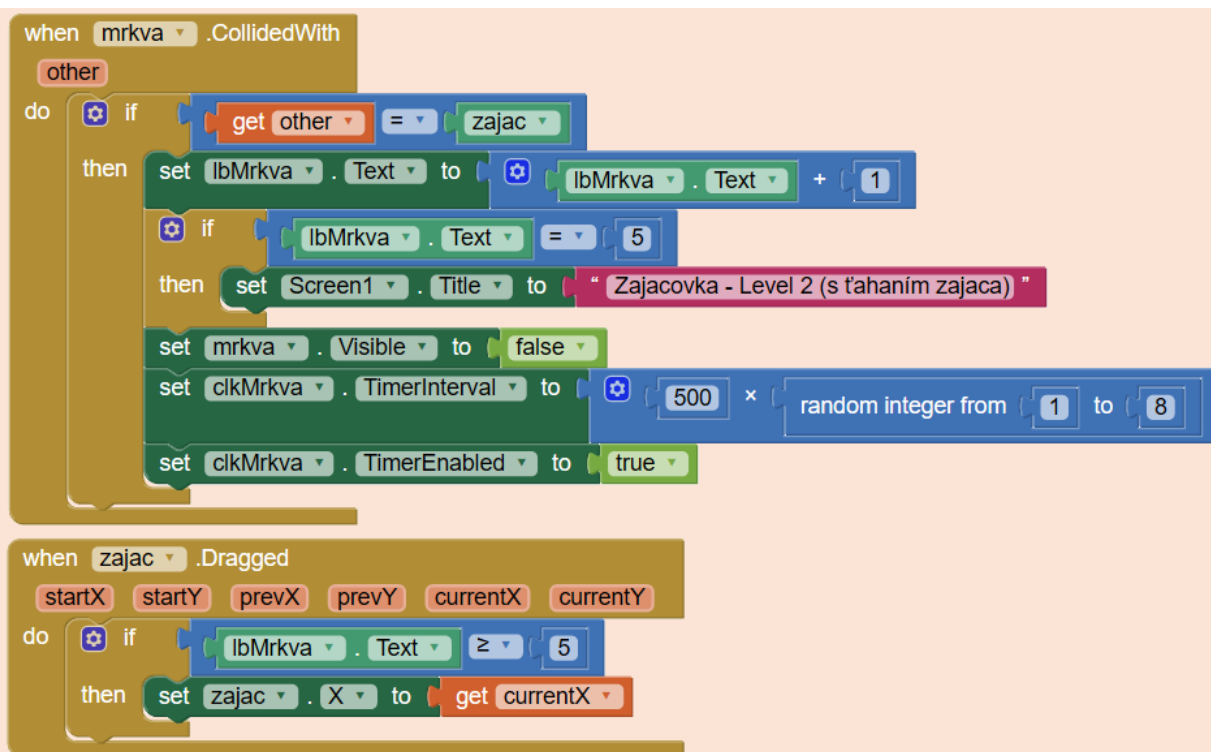 when mrkva .CollidedWith
other
do if get other = zajac
then set lbMrkva . Text to lbMrkva . Text + 1
if lbMrkva . Text = 5
then set Screen1 . Title to “ Zajacovka - Level 2 (s ťahaním zajaca) ”
set mrkva . Visible to false
set clkMrkva . TimerInterval to 500 × random integer from 1 to 8
set clkMrkva . TimerEnabled to true
when zajac .Dragged
startX startY prevX prevY currentX currentY
do if lbMrkva . Text ≥ 5
then set zajac . X to get currentX